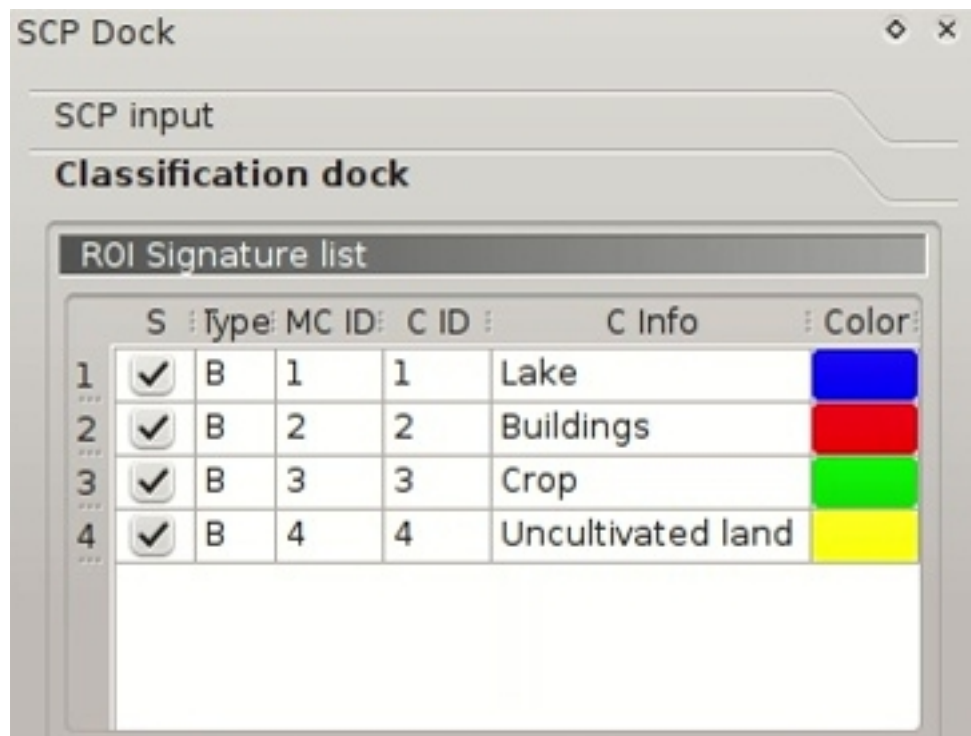 SCP Dock
SCP input
Classification dock
ROI Signature list
S Type MC ID C ID C Info Color
1 B 1 1 Lake
2 B 2 2 Buildings
3 B 3 3 Crop
4 B 4 4 Uncultivated land